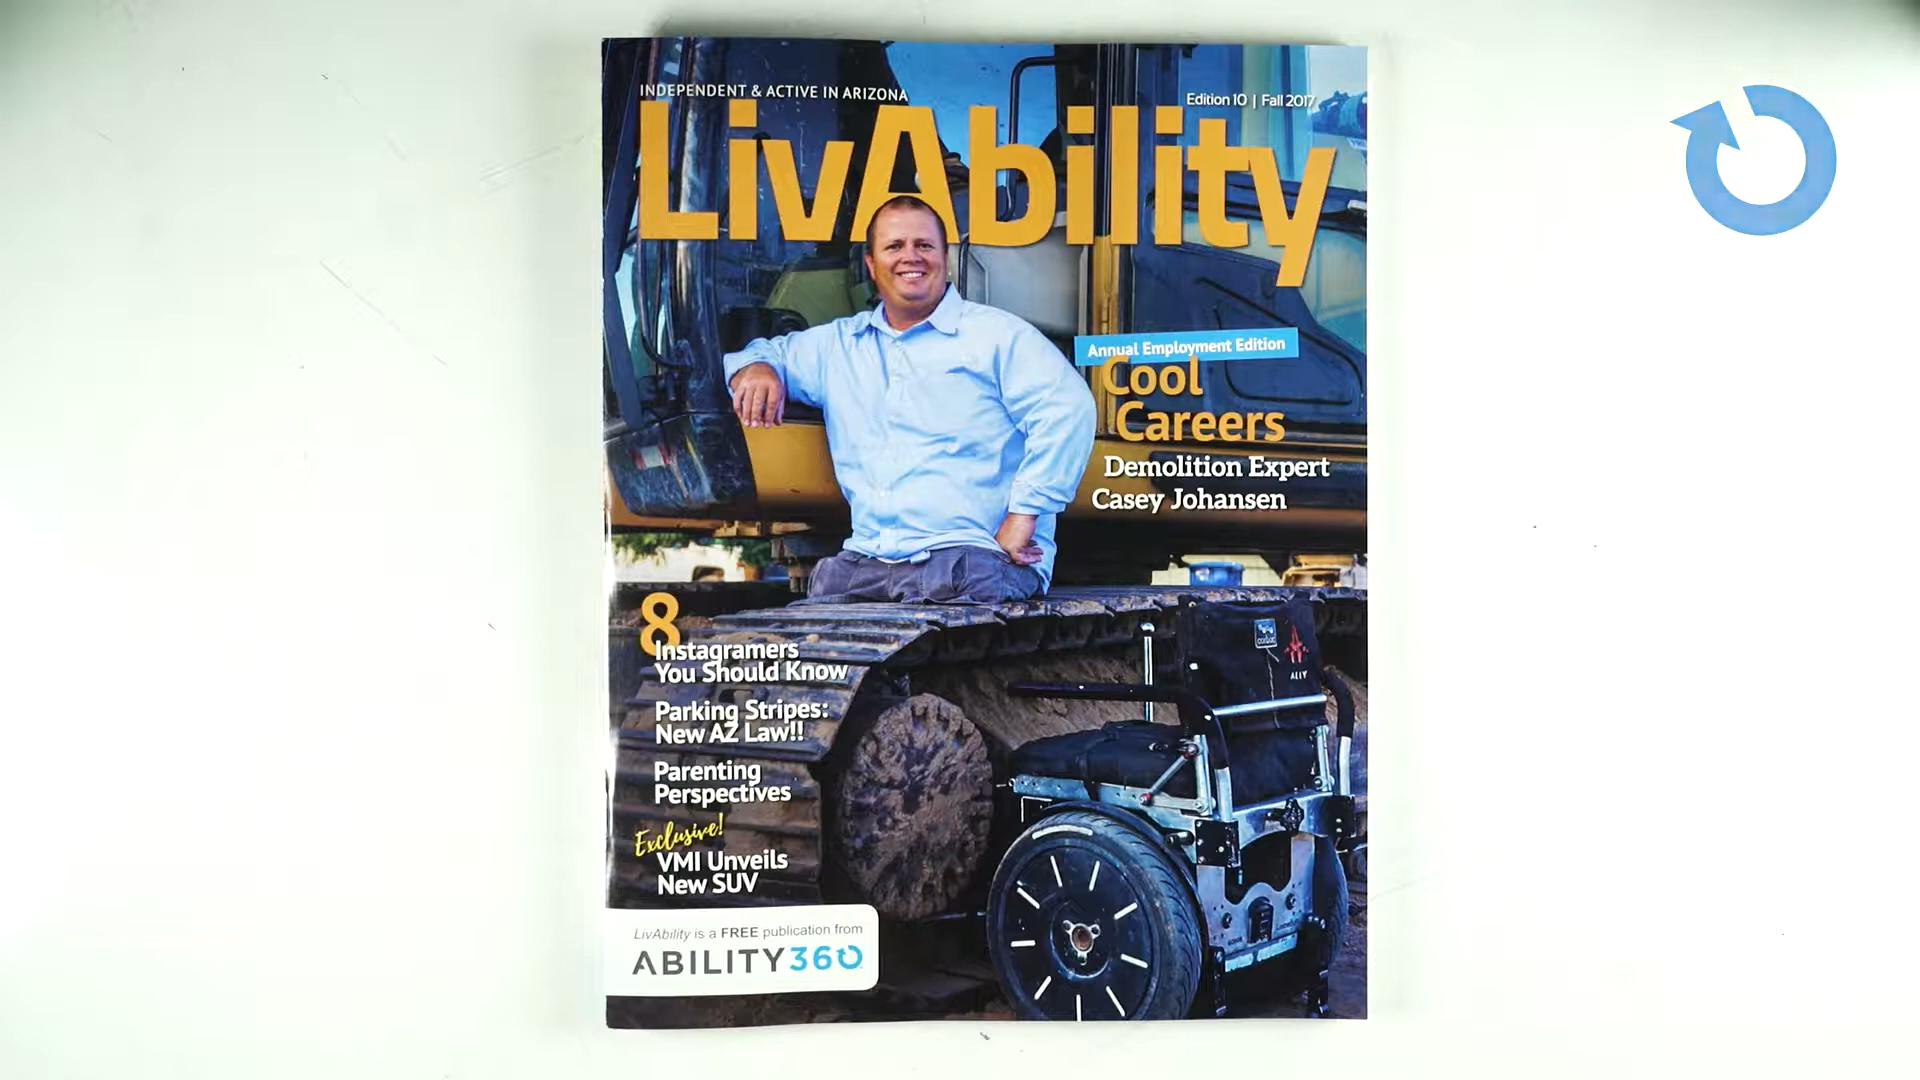 INDEPENDENT & ACTIVE IN ARIZONA
Edition 10 | Fall 2017
LivAbility
Annual Employment Edition
Cool
Careers
Demolition Expert
Casey Johansen
8
Instagramers
You Should Know
Parking Stripes:
New AZ Law!!
Parenting
Perspectives
Exclusive!
VMI Unveils
New SUV
LivAbility is a FREE publication from
ABILITY360
ALLY